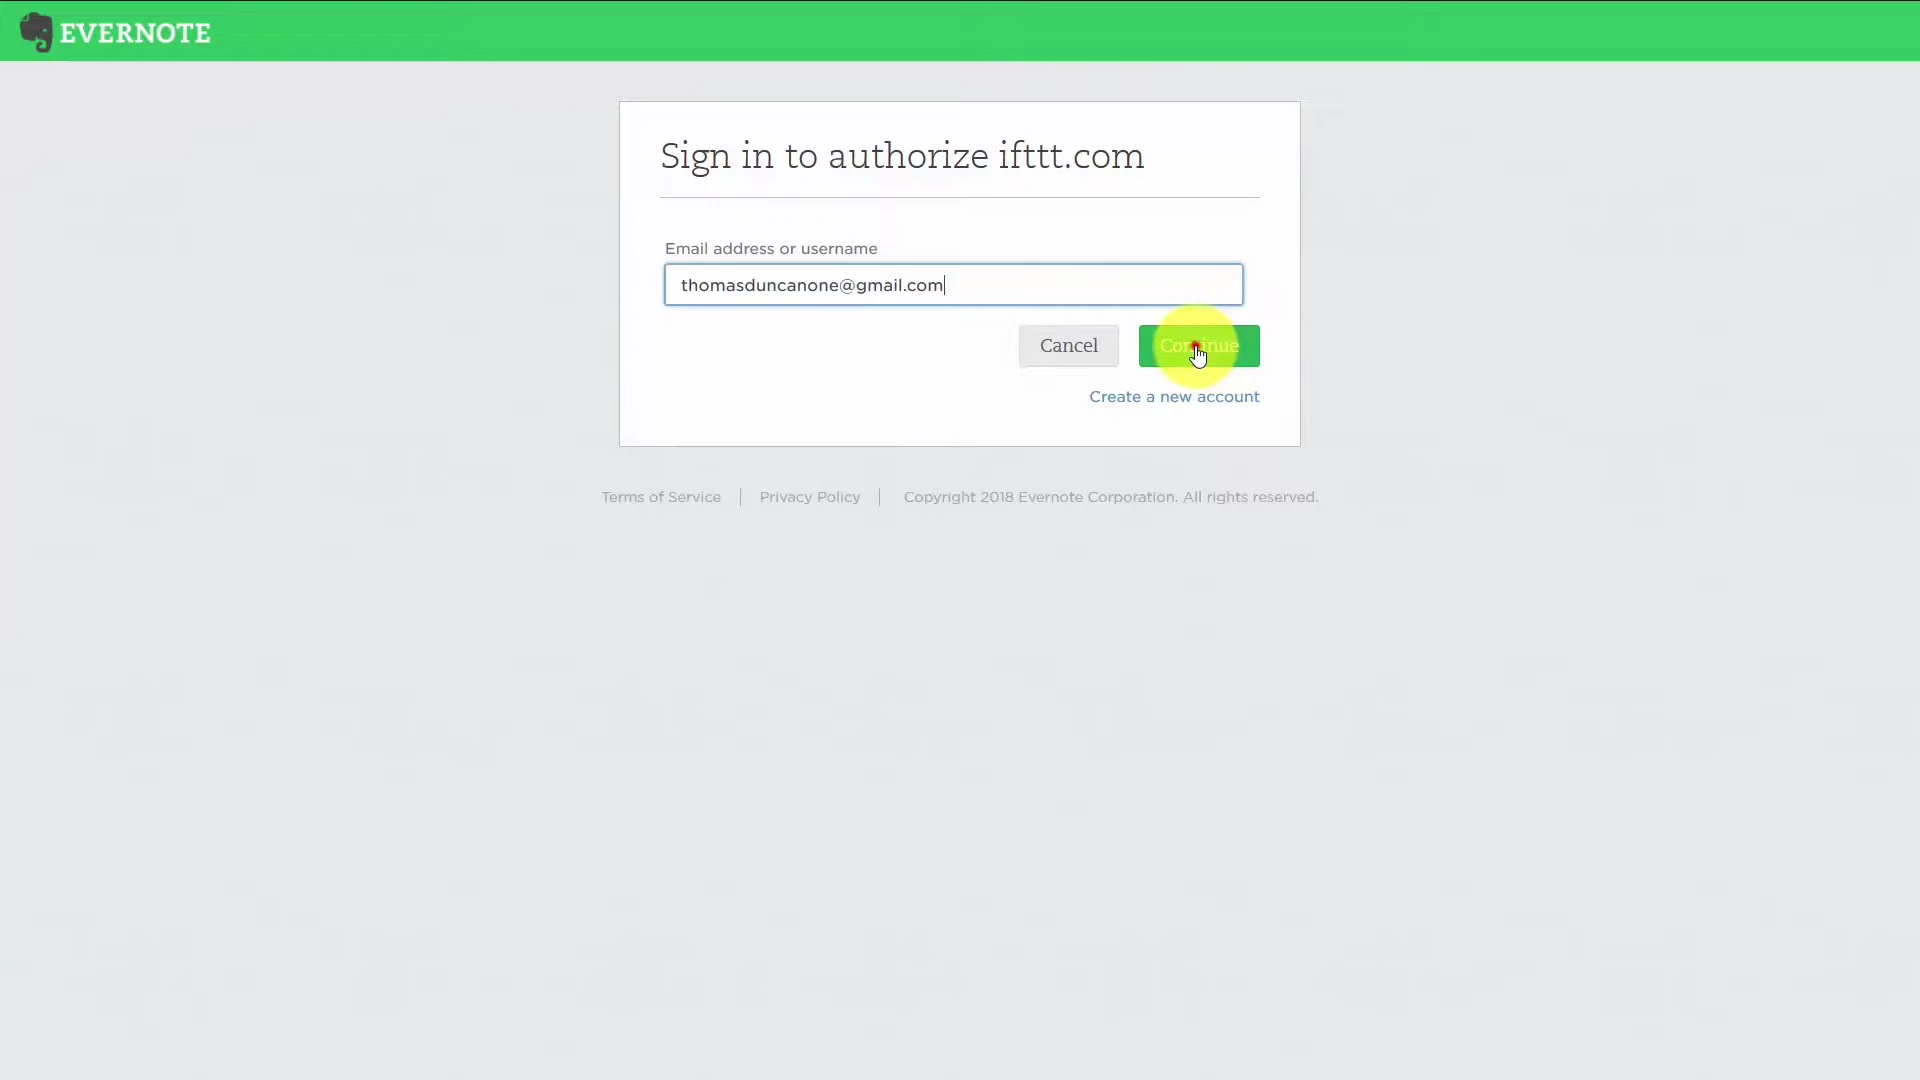 EVERNOTE
Sign in to authorize ifttt.com
Email address or username
thomasduncanone@gmail.com
Cancel Continue
Create a new account
Terms of Service Privacy Policy Copyright 2018 Evernote Corporation. All rights reserved.